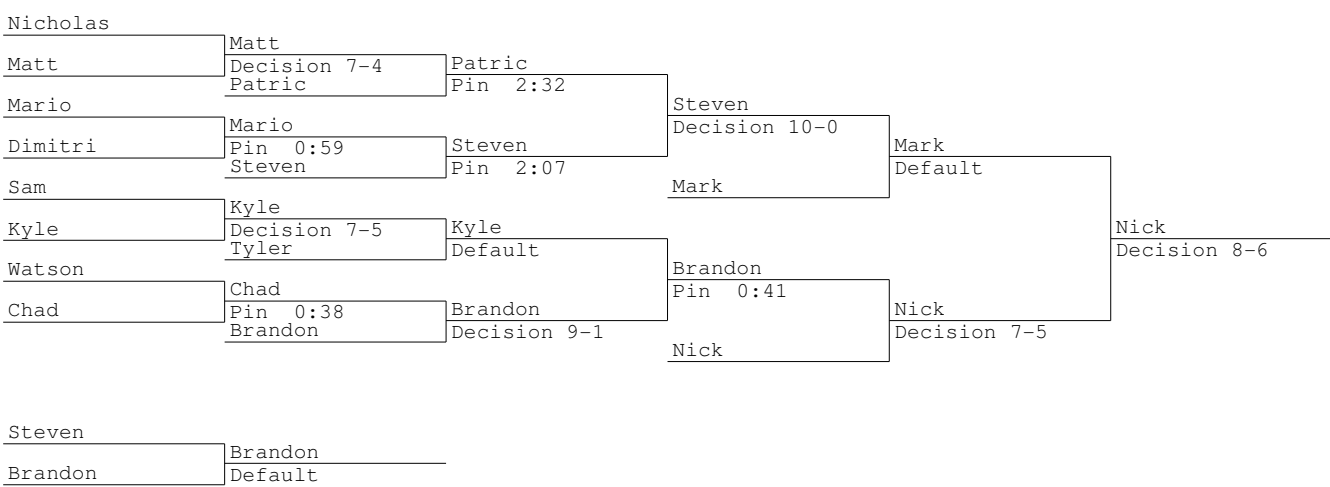 Nicholas
Matt
Matt
Decision 7-4
Patric
Patric
Pin 2:32
Mario
Dimitri
Mario
Pin 0:59
Steven
Steven
Pin 2:07
Steven
Decision 10-0
Mark
Mark
Default
Sam
Kyle
Kyle
Decision 7-5
Tyler
Kyle
Default
Watson
Chad
Chad
Pin 0:38
Brandon
Brandon
Decision 9-1
Brandon
Pin 0:41
Nick
Nick
Decision 7-5
Nick
Decision 8-6
Steven
Brandon
Brandon
Default